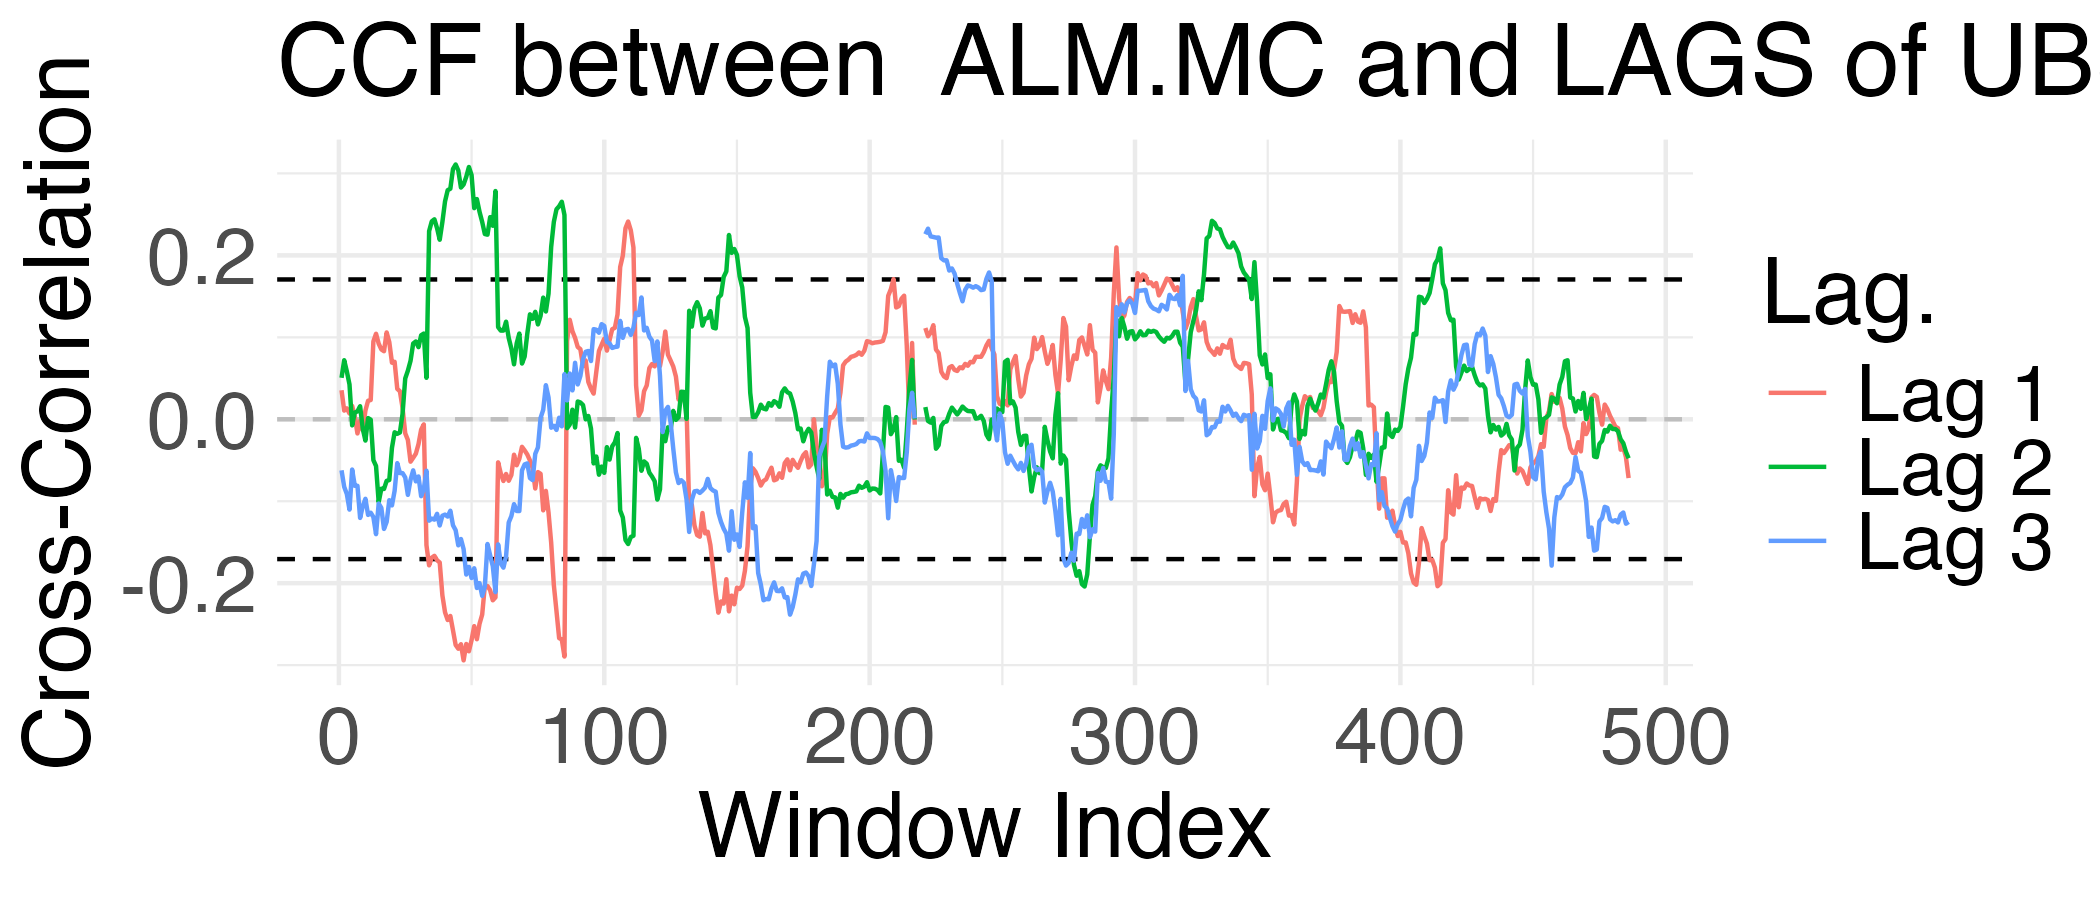 CCF between  ALM.MC and LAGS of UB
Cross-Correlation
0.2
0.0
-0.2
0
100
200
300
400
500
Window Index
Lag.
Lag 1
Lag 2
Lag 3